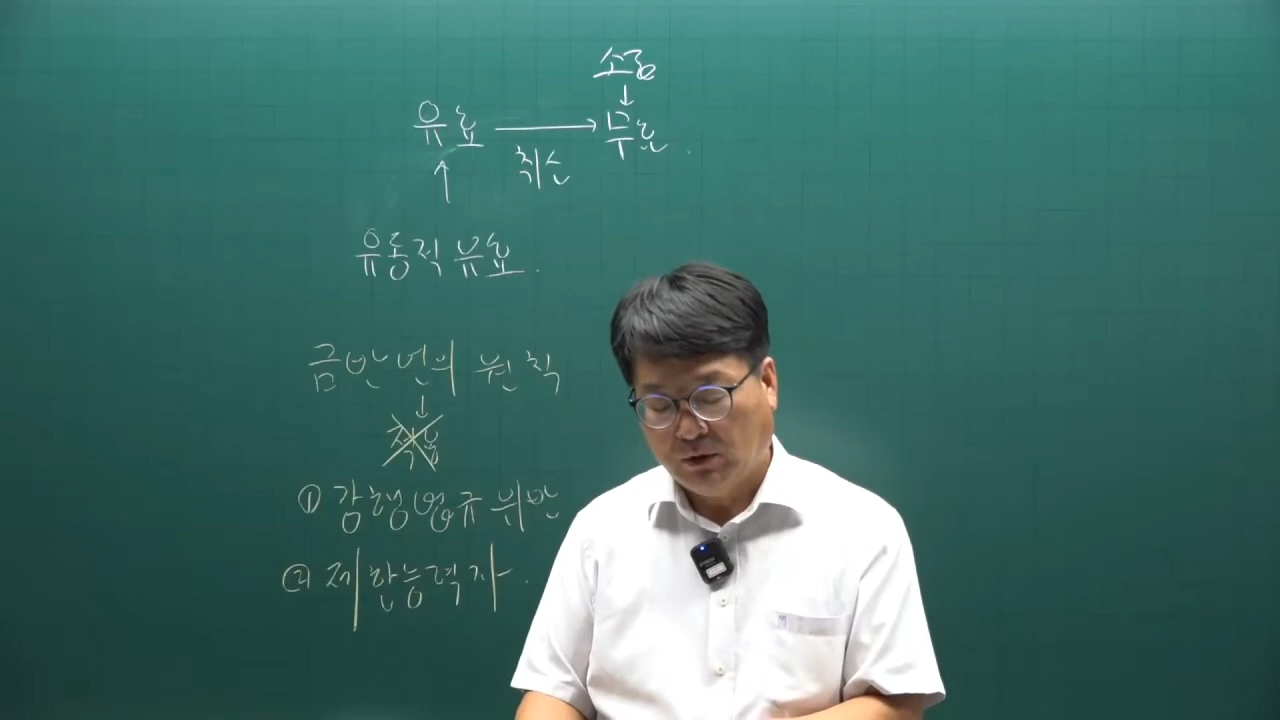 소급
↓
유효 → 무효.
취소
↑
유동적 유효.
금반언의 원칙
↓
적용
① 강행법규 위반
② 제한능력자.